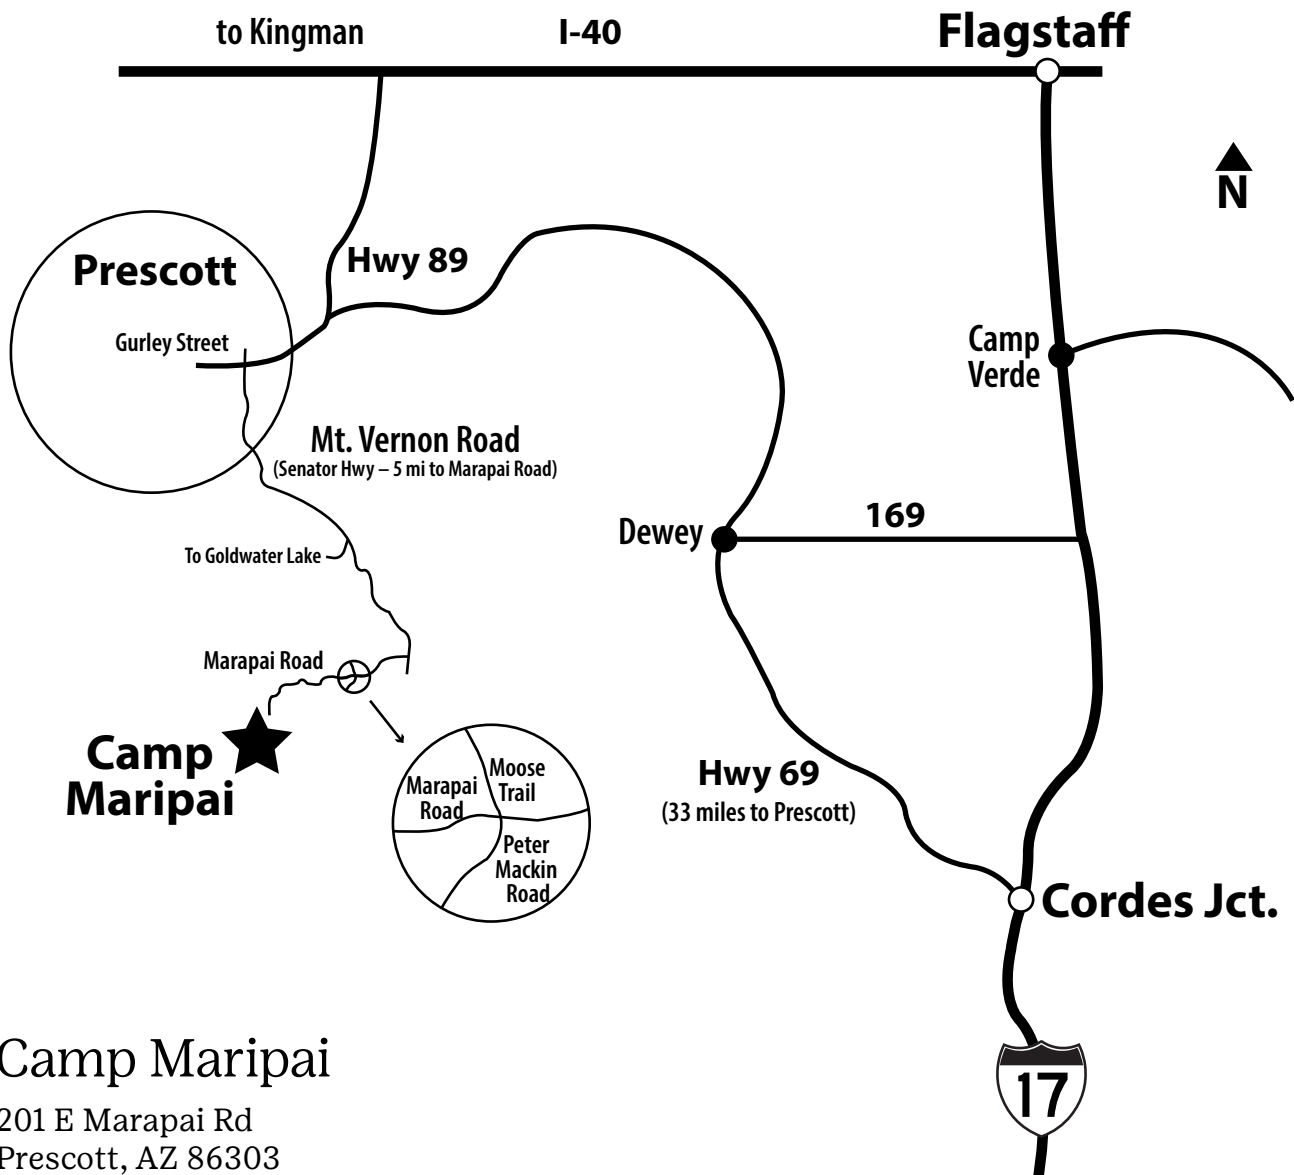 to Kingman
I-40
Flagstaff
N
Prescott
Hwy 89
Gurley Street
Camp
Verde
Mt. Vernon Road
(Senator Hwy – 5 mi to Marapai Road)
169
Dewey
To Goldwater Lake
Marapai Road
Camp
Maripai
Moose
Trail
Marapai
Road
Peter
Mackin
Road
Hwy 69
(33 miles to Prescott)
Cordes Jct.
Camp Maripai
201 E Marapai Rd
Prescott, AZ 86303
17